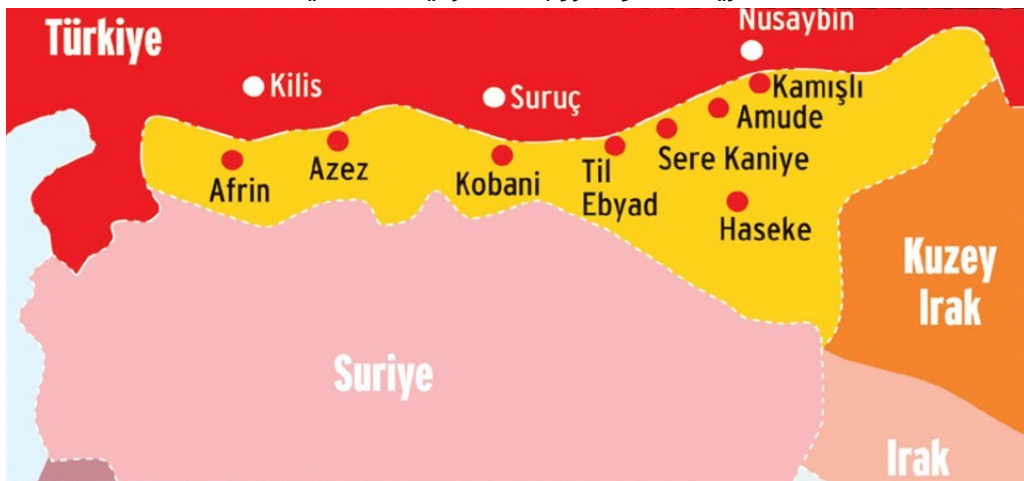 Türkiye
Nusaybin
Kilis
Suruç
Kamışlı
Amude
Sere Kaniye
Azez
Afrin
Kobani
Til
Ebyad
Haseke
Kuzey
Irak
Suriye
Irak